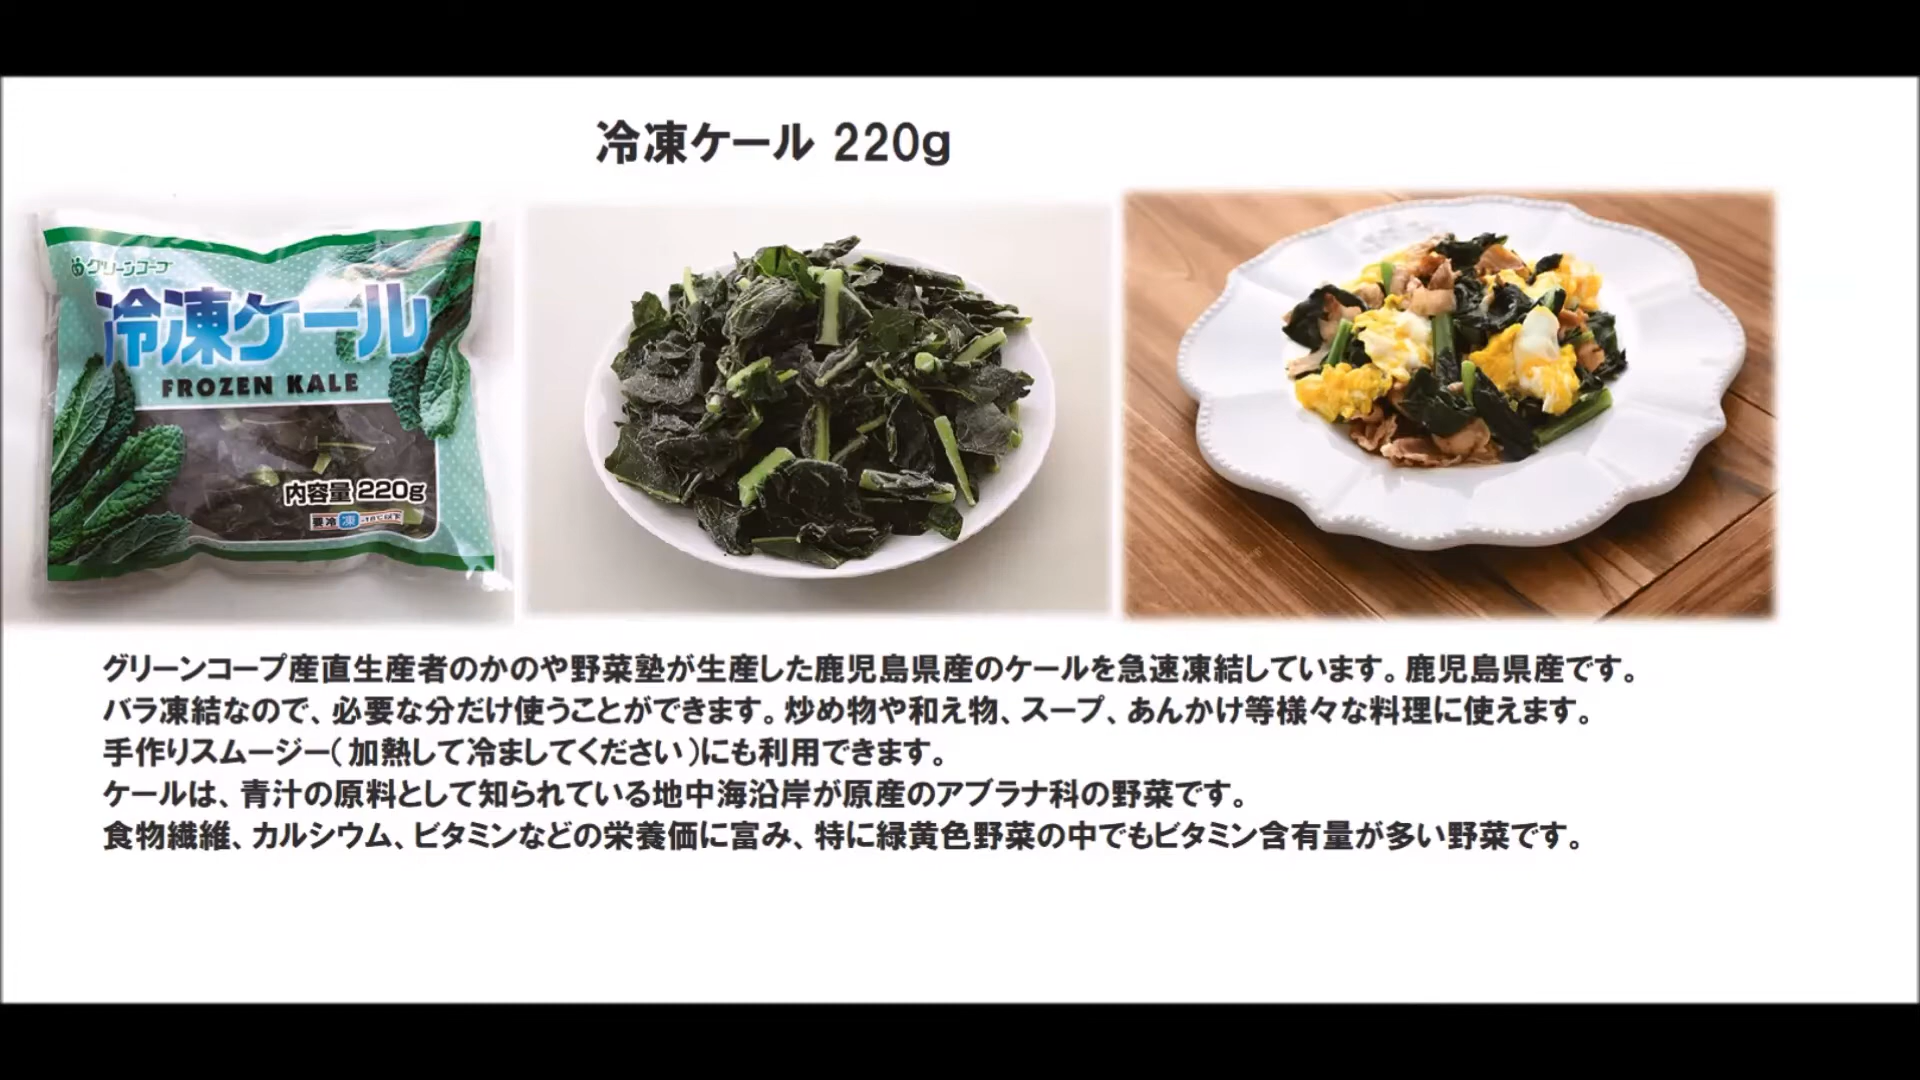 冷凍ケール 220g
グリーンコープ
冷凍ケール
FROZEN KALE
内容量 220g
要冷凍
グリーンコープ産直生産者のかのや野菜塾が生産した鹿児島県産のケールを急速凍結しています。鹿児島県産です。
バラ凍結なので、必要な分だけ使うことができます。炒め物や和え物、スープ、あんかけ等様々な料理に使えます。
手作りスムージー(加熱して冷ましてください)にも利用できます。
ケールは、青汁の原料として知られている地中海沿岸が原産のアブラナ科の野菜です。
食物繊維、カルシウム、ビタミンなどの栄養価に富み、特に緑黄色野菜の中でもビタミン含有量が多い野菜です。